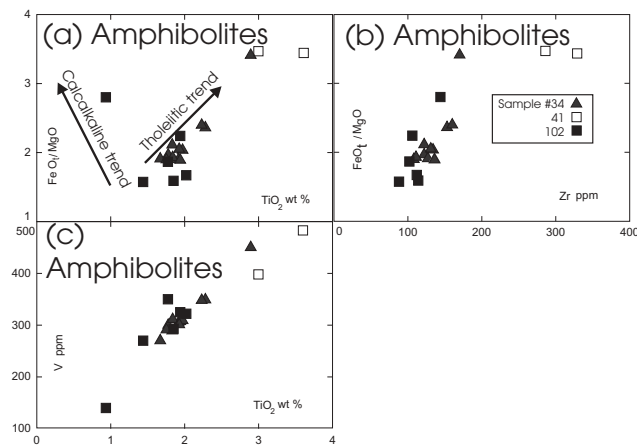 (a) Amphibolites
4
3
2
1
FeOt/MgO
Calcalkaline trend
Tholeiitic trend
TiO2 wt %
(b) Amphibolites
FeOt /MgO
Sample #34
41
102
Zr ppm
0 100 200 300 400
(c)
Amphibolites
500
400
300
200
100
V ppm
TiO2 wt %
0 1 2 3 4